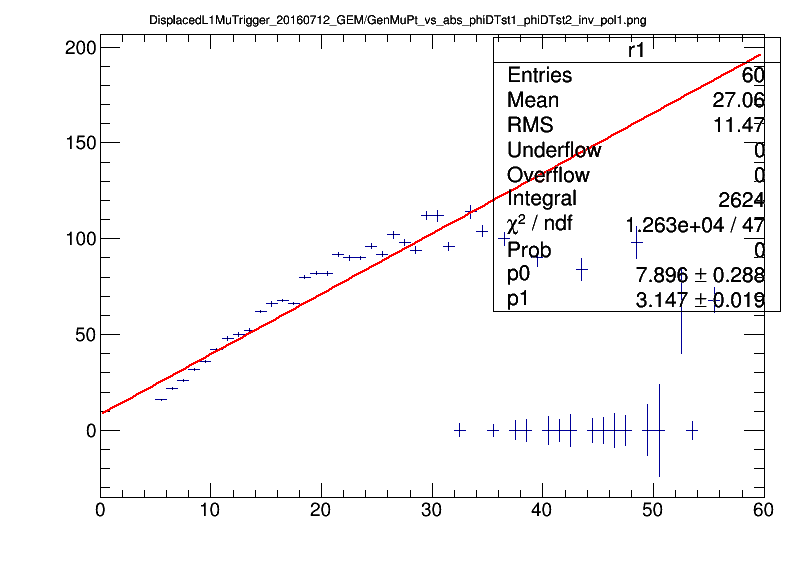 DisplacedL1MuTrigger_20160712_GEM/GenMuPt_vs_abs_phiDTst1_phiDTst2_inv_pol1.png
r1
Entries 60
Mean 27.06
RMS 11.47
Underflow 0
Overflow 0
Integral 2624
χ² / ndf 1.263e+04 / 47
Prob 0
p0 7.896 ± 0.288
p1 3.147 ± 0.019
200
150
100
50
0
0 10 20 30 40 50 60